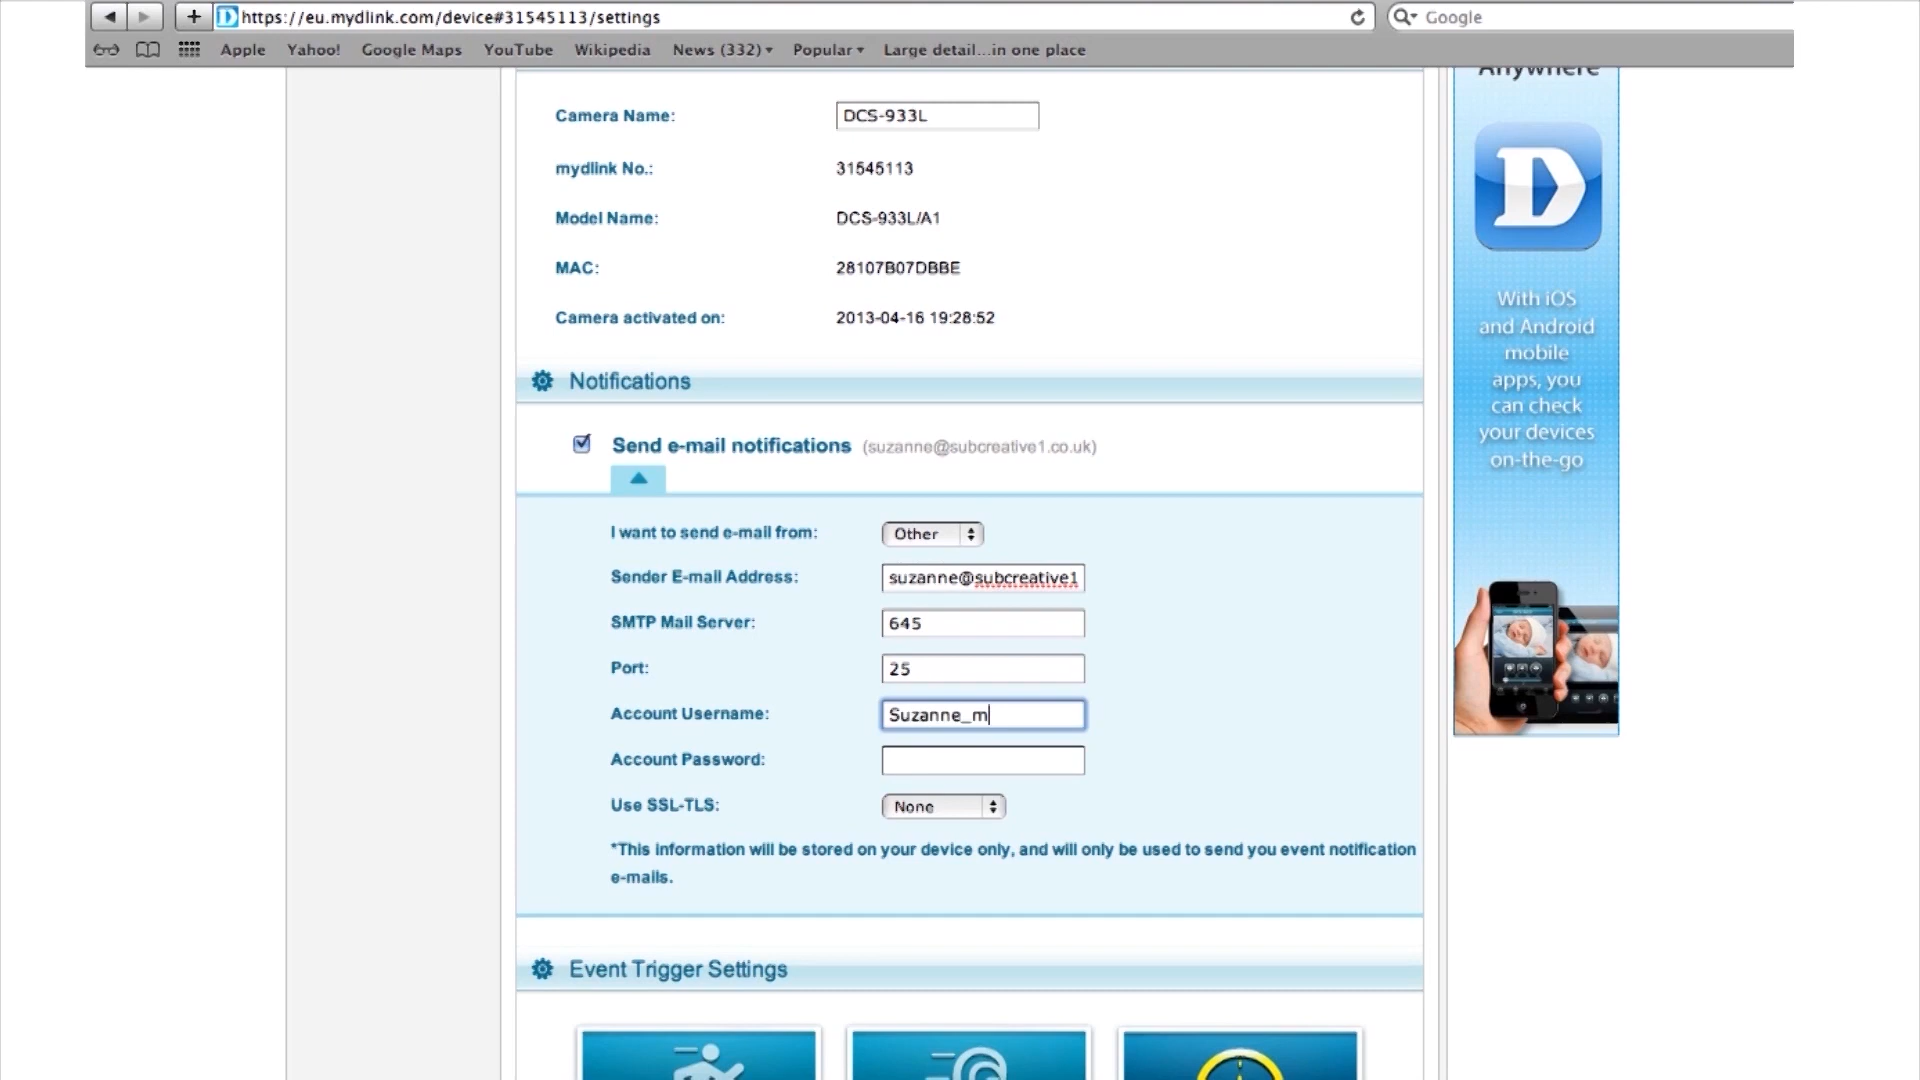 https://eu.mydlink.com/device#31545113/settings
Google
Apple Yahoo! Google Maps YouTube Wikipedia News (332) Popular Large detail...in one place
Anywhere
Camera Name: DCS-933L
mydlink No.: 31545113
Model Name: DCS-933L/A1
MAC: 28107B07DBBE
Camera activated on: 2013-04-16 19:28:52
With iOS
and Android
mobile
apps, you
can check
your devices
on-the-go
Notifications
Send e-mail notifications (suzanne@subcreative1.co.uk)
I want to send e-mail from: Other
Sender E-mail Address: suzanne@subcreative1
SMTP Mail Server: 645
Port: 25
Account Username: Suzanne_m
Account Password:
Use SSL-TLS: None
*This information will be stored on your device only, and will only be used to send you event notification
e-mails.
Event Trigger Settings